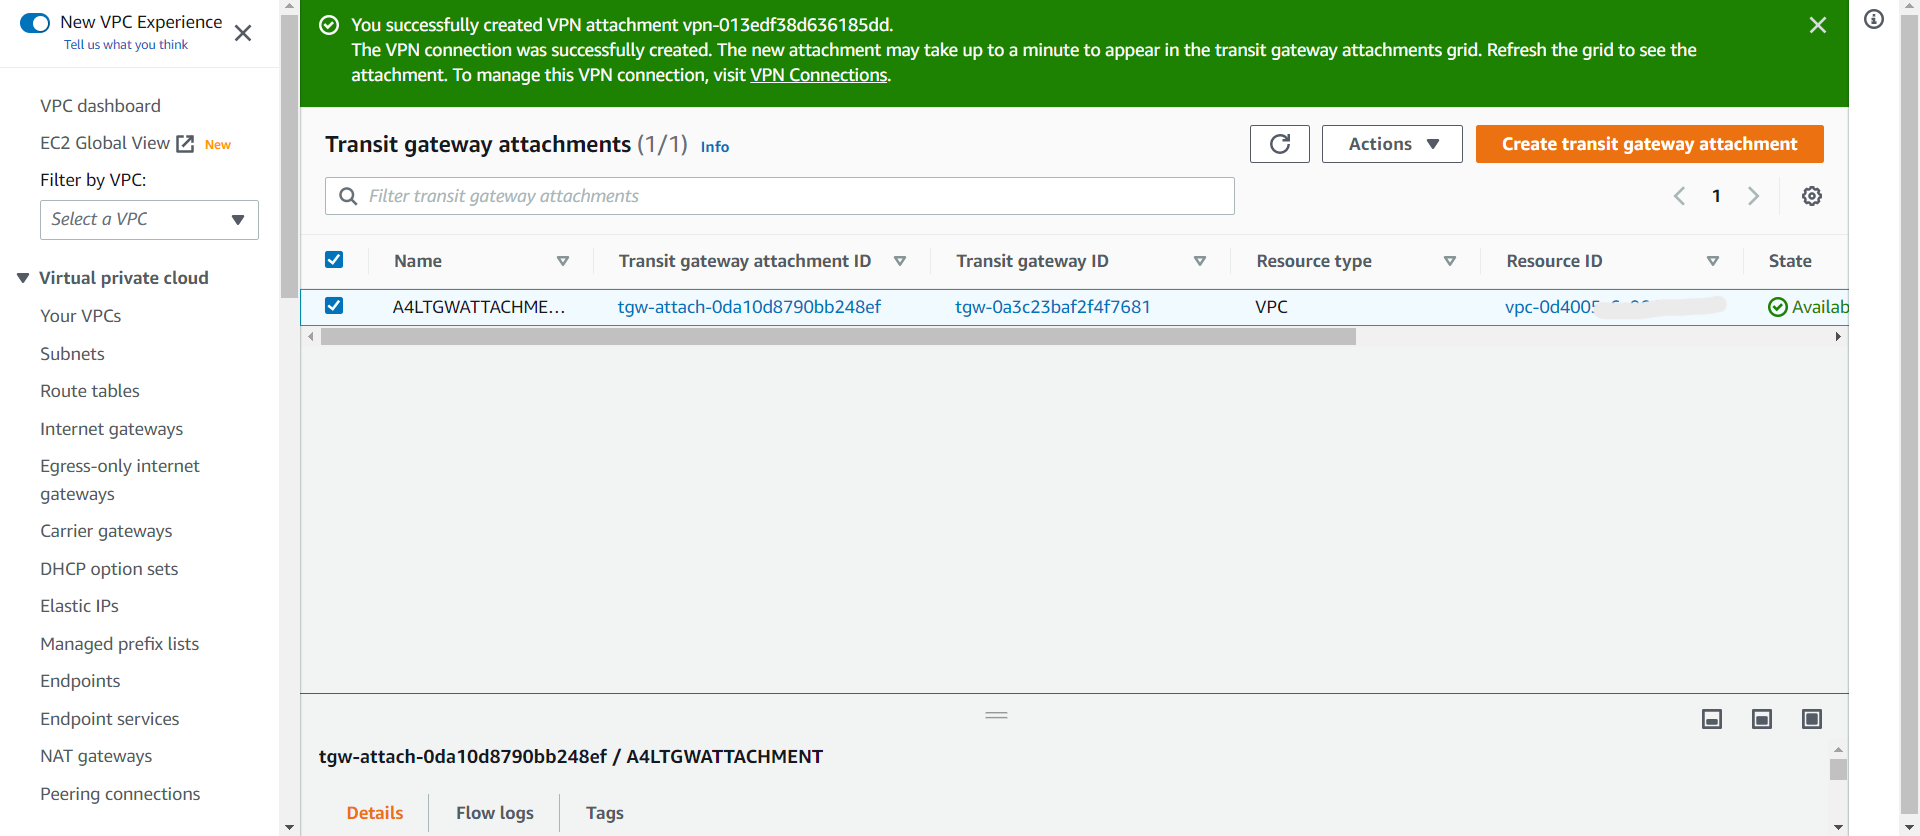 New VPC Experience
Tell us what you think
VPC dashboard
EC2 Global View New
Filter by VPC:
Select a VPC
Virtual private cloud
Your VPCs
Subnets
Route tables
Internet gateways
Egress-only internet
gateways
Carrier gateways
DHCP option sets
Elastic IPs
Managed prefix lists
Endpoints
Endpoint services
NAT gateways
Peering connections
You successfully created VPN attachment vpn-013edf38d636185dd.
The VPN connection was successfully created. The new attachment may take up to a minute to appear in the transit gateway attachments grid. Refresh the grid to see the
attachment. To manage this VPN connection, visit VPN Connections.
Transit gateway attachments (1/1) Info
Actions
Create transit gateway attachment
Filter transit gateway attachments
1
Name Transit gateway attachment ID Transit gateway ID Resource type Resource ID State
A4LTGWATTACHME... tgw-attach-0da10d8790bb248ef tgw-0a3c23baf2f4f7681 VPC Availab
tgw-attach-0da10d8790bb248ef / A4LTGWATTACHMENT
Details Flow logs Tags